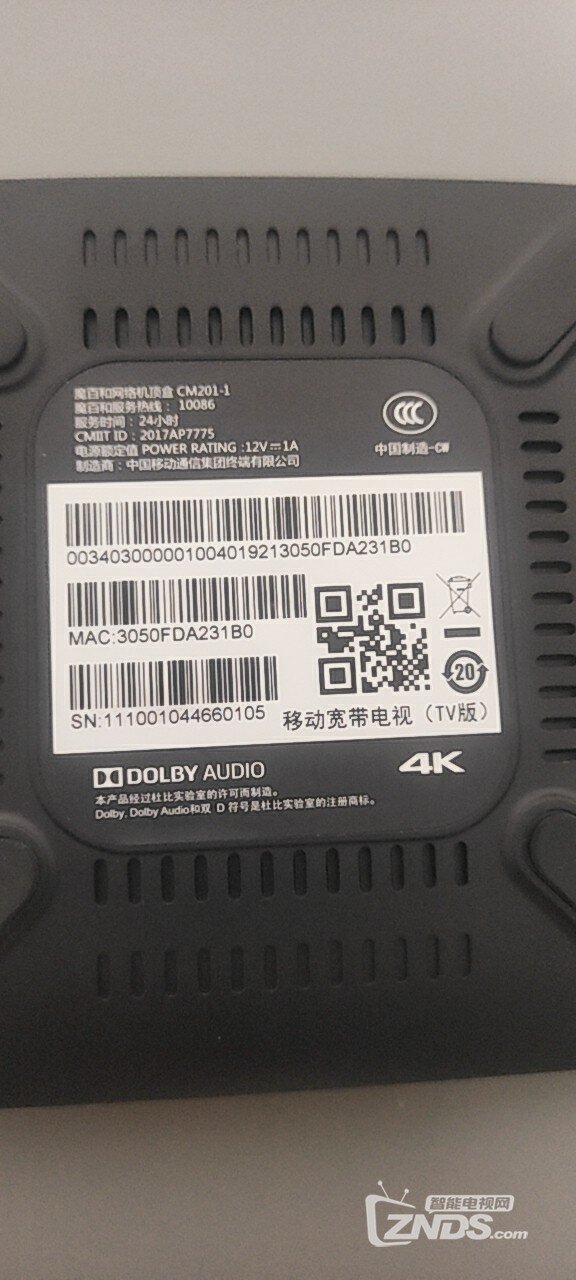 魔百和网络机顶盒 CM201-1
魔百和服务热线：10086
服务时间：24小时
CMIIT ID：2017AP7775
电源额定值 POWER RATING :12V⎓1A
制造商：中国移动通信集团终端有限公司
CCC
中国制造-CW
003403000001004019213050FDA231B0
MAC:3050FDA231B0
SN:111001044660105
20
移动宽带电视（TV版）
DOLBY AUDIO
4K
本产品经过杜比实验室的许可而制造。
Dolby, Dolby Audio和双 D 符号是杜比实验室的注册商标。
智能电视网
ZNDS.com